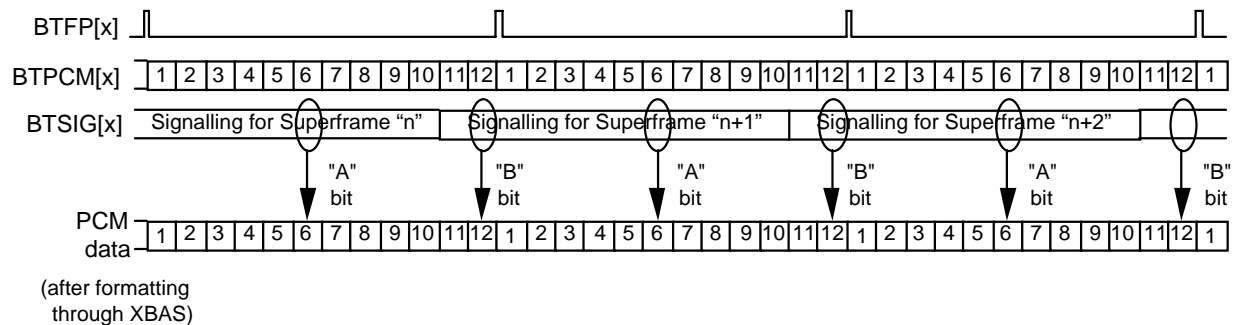 BTFP[x]
BTPCM[x] 1 2 3 4 5 6 7 8 9 10 11 12 1 2 3 4 5 6 7 8 9 10 11 12 1 2 3 4 5 6 7 8 9 10 11 12 1
BTSIG[x] Signalling for Superframe “n” Signalling for Superframe “n+1” Signalling for Superframe “n+2”
"A" "B" "A" "B" "A" "B"
bit bit bit bit bit bit
PCM
data 1 2 3 4 5 6 7 8 9 10 11 12 1 2 3 4 5 6 7 8 9 10 11 12 1 2 3 4 5 6 7 8 9 10 11 12 1
(after formatting
through XBAS)